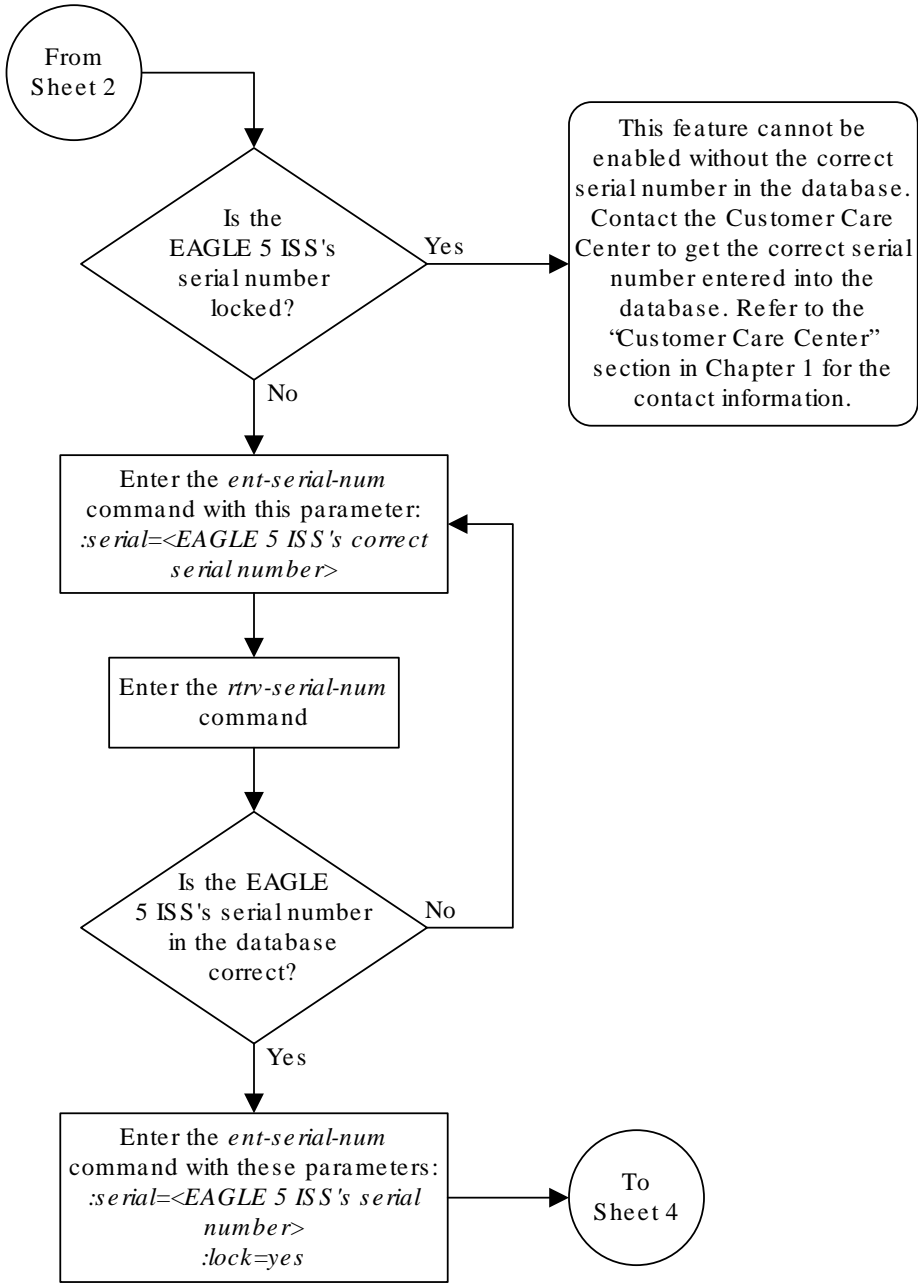 From
Sheet 2
Is the
EAGLE 5 ISS's
serial number
locked?
Yes
This feature cannot be
enabled without the correct
serial number in the database.
Contact the Customer Care
Center to get the correct serial
number entered into the
database. Refer to the
“Customer Care Center”
section in Chapter 1 for the
contact information.
No
Enter the ent-serial-num
command with this parameter:
:serial=<EAGLE 5 ISS's correct
serial number>
Enter the rtrv-serial-num
command
Is the EAGLE
5 ISS's serial number
in the database
correct?
No
Yes
Enter the ent-serial-num
command with these parameters:
:serial=<EAGLE 5 ISS's serial
number>
:lock=yes
To
Sheet 4